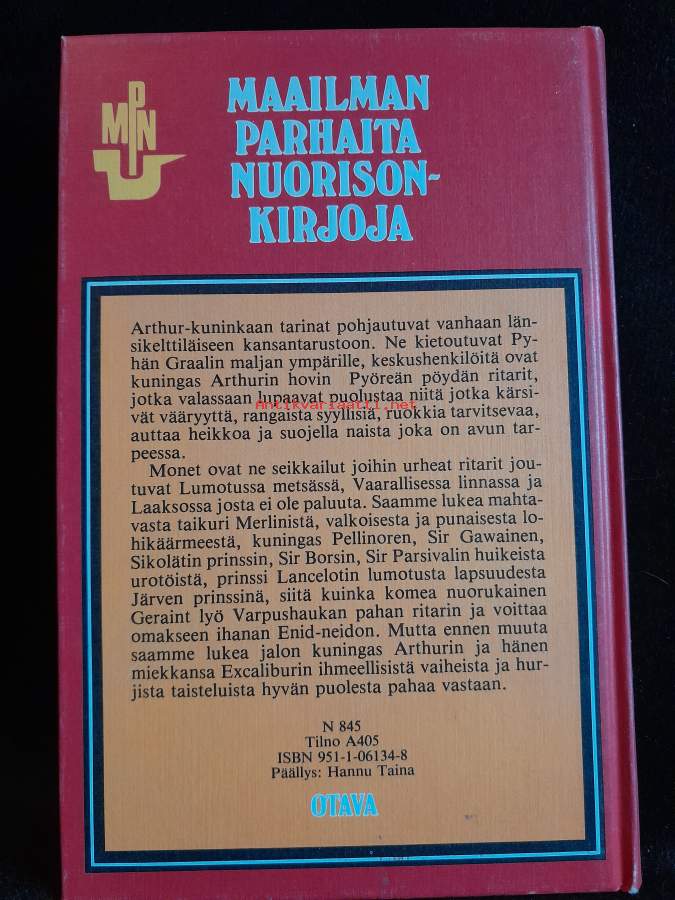 MPNU
MAAILMAN
PARHAITA
NUORISON-
KIRJOJA
Arthur-kuninkaan tarinat pohjautuvat vanhaan län-
sikelttiläiseen kansantarustoon. Ne kietoutuvat Py-
hän Graalin maljan ympärille, keskushenkilöitä ovat
kuningas Arthurin hovin Pyöreän pöydän ritarit,
jotka valassaan lupaavat puolustaa niitä jotka kärsi-
Antikvariaatti.net
vät vääryyttä, rangaista syyllisiä, ruokkia tarvitsevaa,
auttaa heikkoa ja suojella naista joka on avun tar-
peessa.
Monet ovat ne seikkailut joihin urheat ritarit jou-
tuvat Lumotussa metsässä, Vaarallisessa linnassa ja
Laaksossa josta ei ole paluuta. Saamme lukea mahta-
vasta taikuri Merlinistä, valkoisesta ja punaisesta lo-
hikäärmeestä, kuningas Pellinoren, Sir Gawainen,
Sikolätin prinssin, Sir Borsin, Sir Parsivalin huikeista
urotöistä, prinssi Lancelotin lumotusta lapsuudesta
Järven prinssinä, siitä kuinka komea nuorukainen
Geraint lyö Varpushaukan pahan ritarin ja voittaa
omakseen ihanan Enid-neidon. Mutta ennen muuta
saamme lukea jalon kuningas Arthurin ja hänen
miekkansa Excaliburin ihmeellisistä vaiheista ja hur-
jista taisteluista hyvän puolesta pahaa vastaan.
N 845
Tilno A405
ISBN 951-1-06134-8
Päällys: Hannu Taina
OTAVA